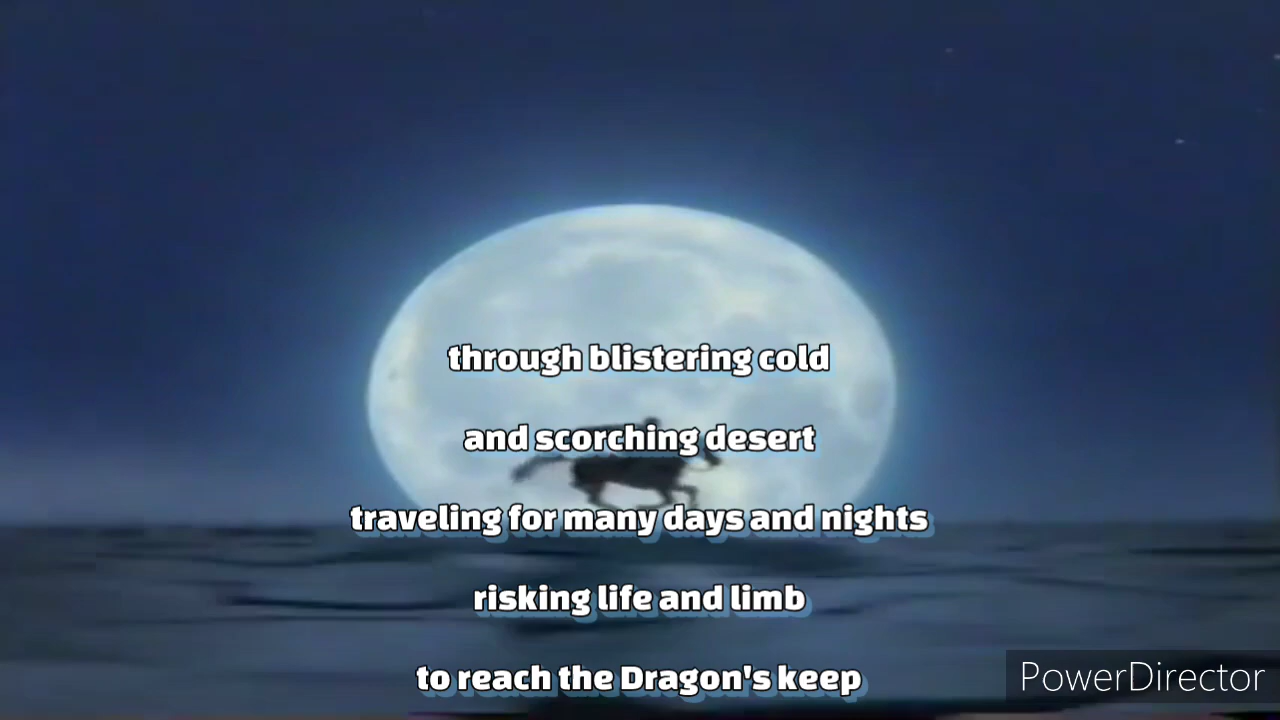 through blistering cold
and scorching desert
traveling for many days and nights
risking life and limb
to reach the Dragon's keep
PowerDirector